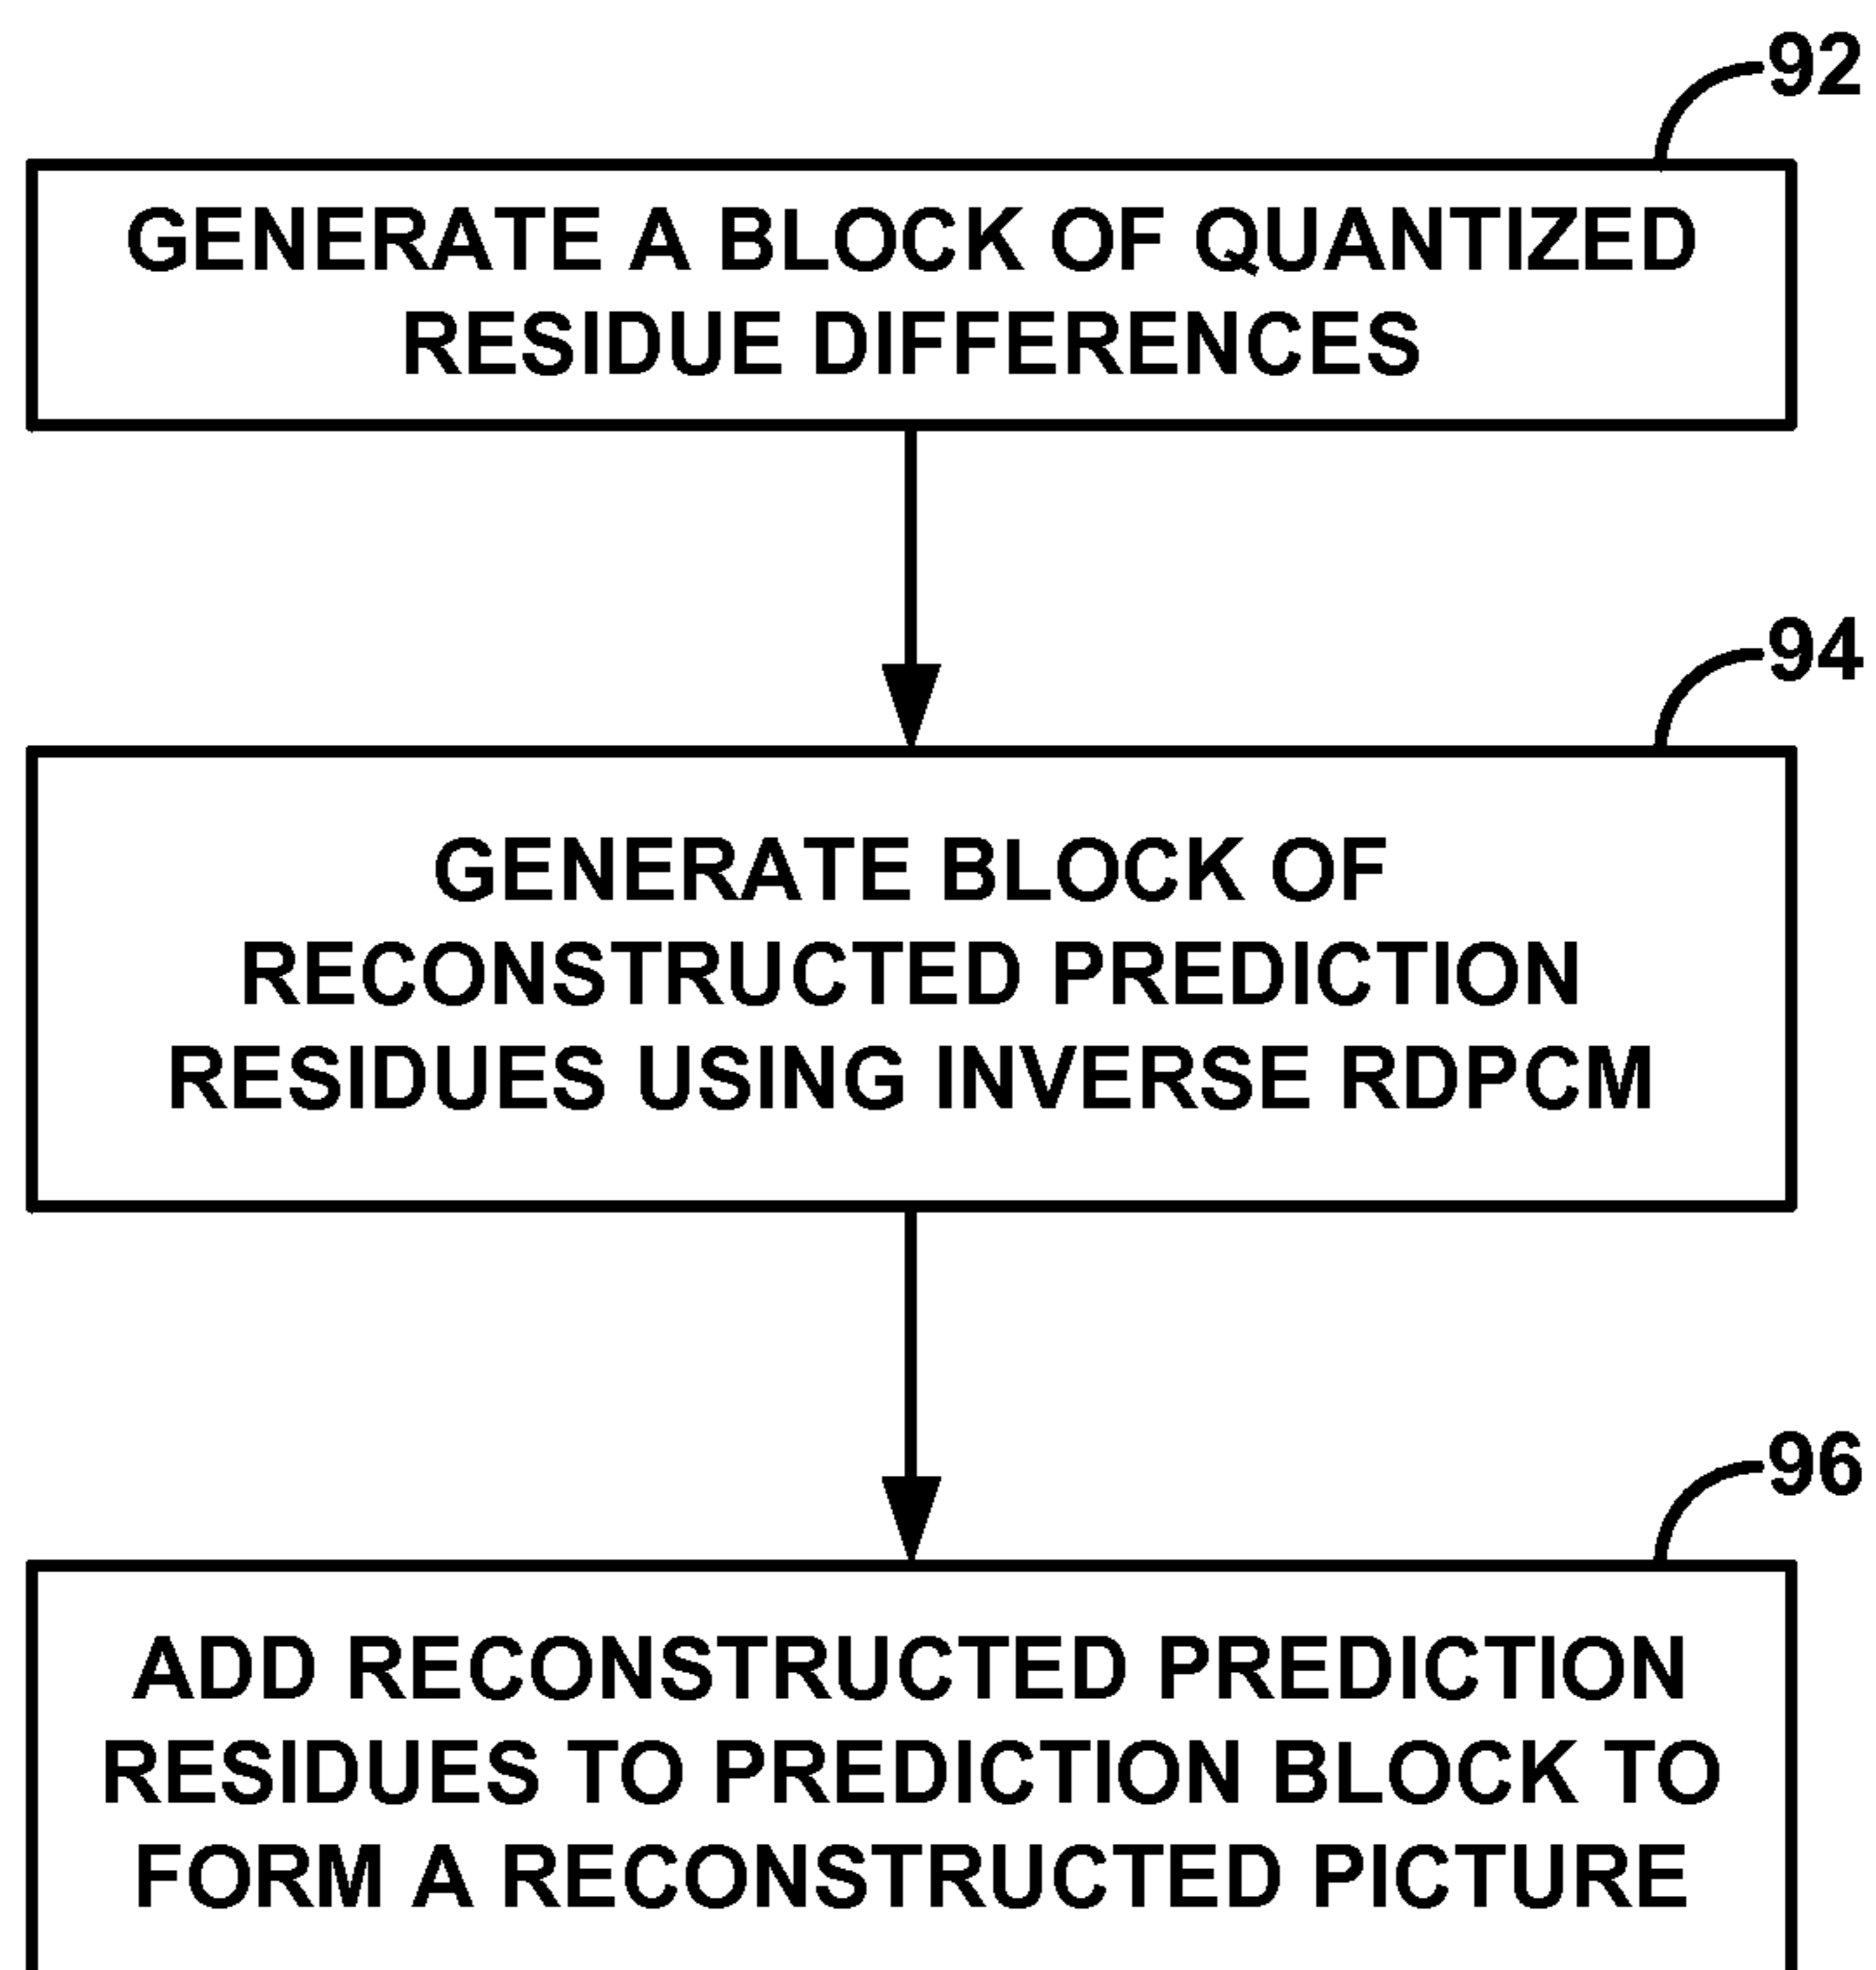 92
GENERATE A BLOCK OF QUANTIZED
RESIDUE DIFFERENCES
94
GENERATE BLOCK OF
RECONSTRUCTED PREDICTION
RESIDUES USING INVERSE RDPCM
96
ADD RECONSTRUCTED PREDICTION
RESIDUES TO PREDICTION BLOCK TO
FORM A RECONSTRUCTED PICTURE